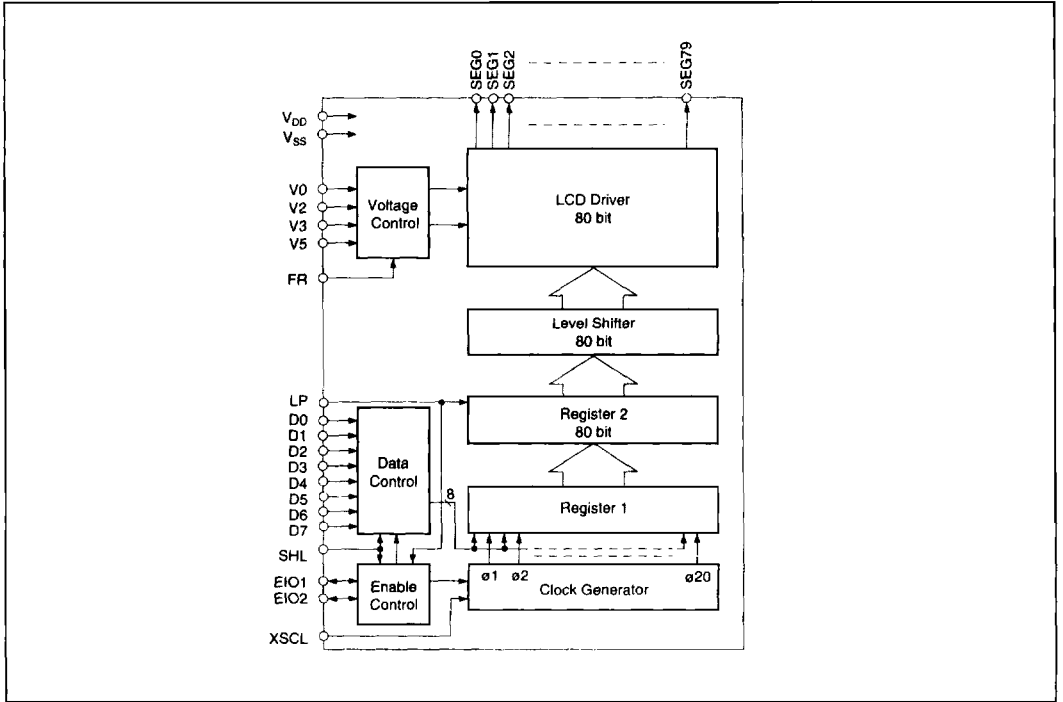 SEG0
SEG1
SEG2
SEG79
VDD
VSS
V0
V2
V3
V5
FR
Voltage
Control
LCD Driver
80 bit
Level Shifter
80 bit
LP
D0
D1
D2
D3
D4
D5
D6
D7
SHL
EIO1
EIO2
XSCL
Data
Control
8
Register 2
80 bit
Register 1
Enable
Control
ø1
ø2
ø20
Clock Generator